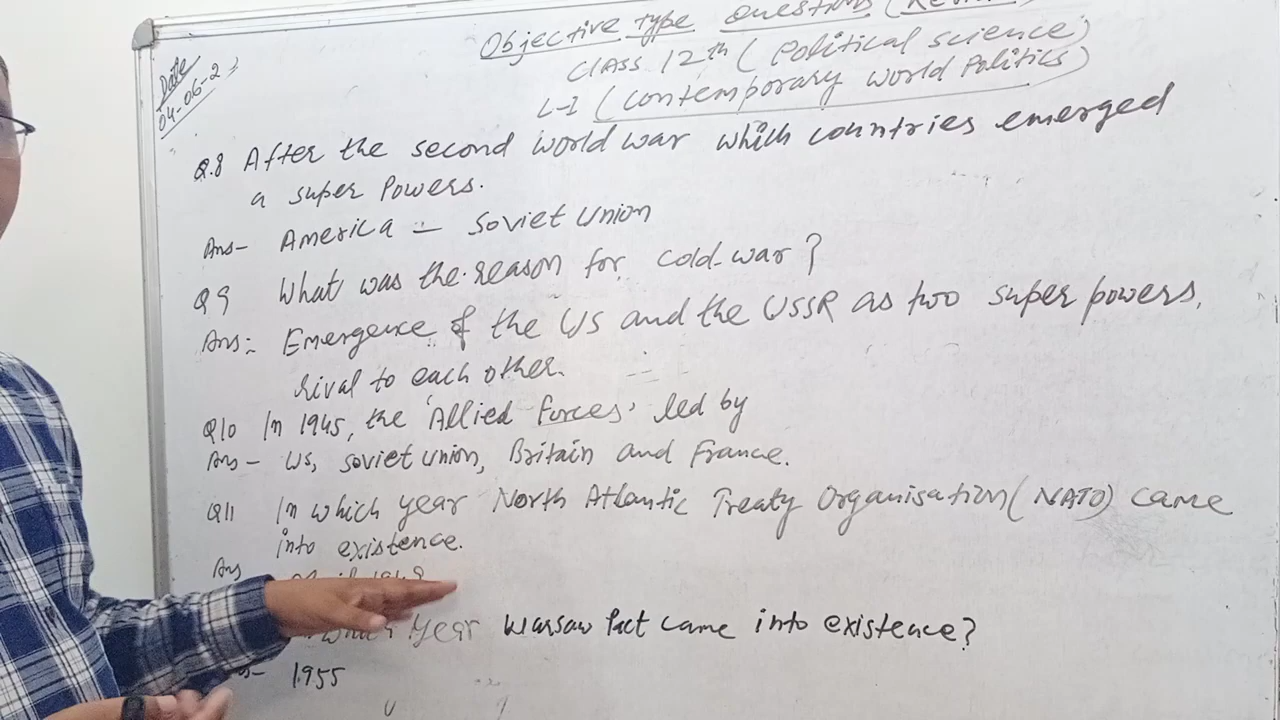 Objective type Questions (
Date
04-06-2
Class 12th (Political science)
L-1 (Contemporary World Politics)
Q.8 After the second World war which countries emerged
a super Powers.
Ans- America - Soviet Union
Q9 What was the reason for cold-war?
Ans:- Emergence of the US and the USSR as two super powers,
rival to each other.
Q10 In 1945, the 'Allied Forces' led by
Ans- US, Soviet Union, Britain and France.
Q11 In which year North Atlantic Treaty Organisation (NATO) came
into existence.
Ans
year Warsaw Pact came into existence?
1955